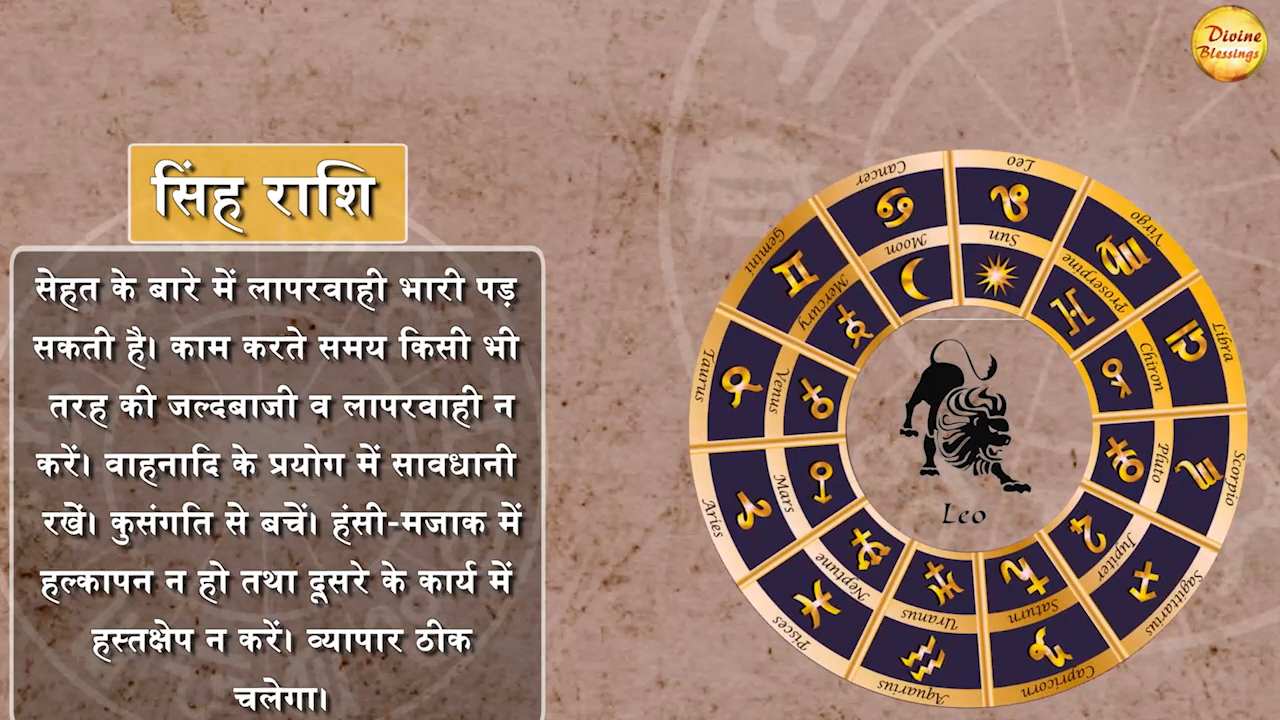 Divine
Blessings
सिंह राशि
सेहत के बारे में लापरवाही भारी पड़
सकती है। काम करते समय किसी भी
तरह की जल्दबाजी व लापरवाही न
करें। वाहनादि के प्रयोग में सावधानी
रखें। कुसंगति से बचें। हंसी-मजाक में
हल्कापन न हो तथा दूसरे के कार्य में
हस्तक्षेप न करें। व्यापार ठीक
चलेगा।
Cancer
Leo
Virgo
Libra
Scorpio
Sagittarius
Capricorn
Aquarius
Pisces
Aries
Taurus
Gemini
Moon
Sun
Proserpine
Chiron
Pluto
Jupiter
Saturn
Uranus
Neptune
Mars
Venus
Mercury
Leo